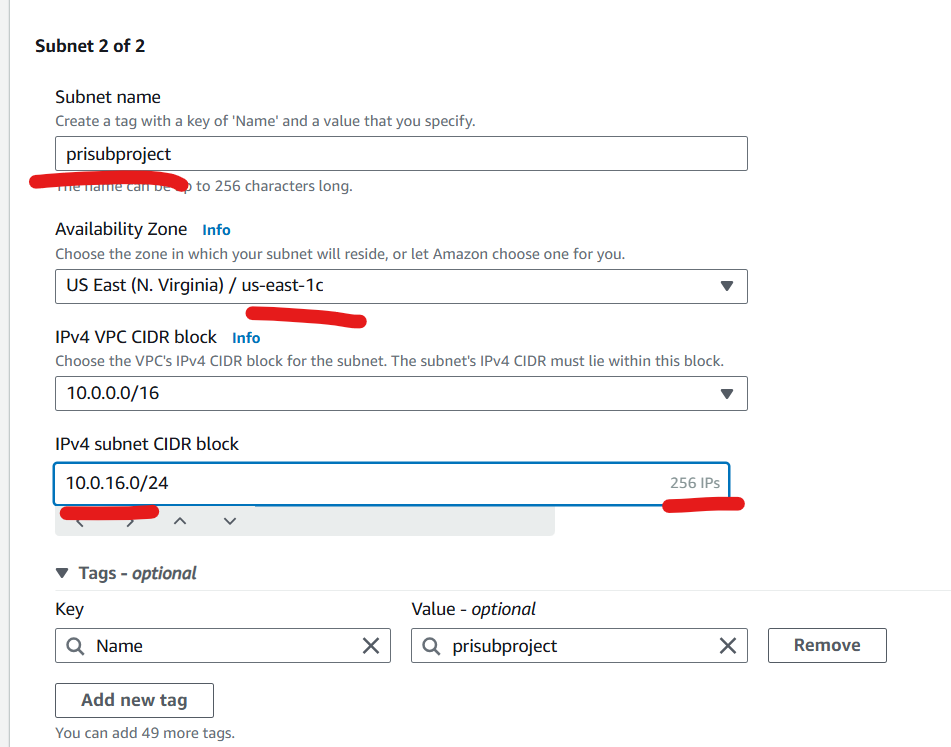 Subnet 2 of 2
Subnet name
Create a tag with a key of 'Name' and a value that you specify.
prisubproject
The name can be up to 256 characters long.
Availability Zone Info
Choose the zone in which your subnet will reside, or let Amazon choose one for you.
US East (N. Virginia) / us-east-1c
IPv4 VPC CIDR block Info
Choose the VPC's IPv4 CIDR block for the subnet. The subnet's IPv4 CIDR must lie within this block.
10.0.0.0/16
IPv4 subnet CIDR block
10.0.16.0/24 256 IPs
Tags - optional
Key Value - optional
Name prisubproject Remove
Add new tag
You can add 49 more tags.